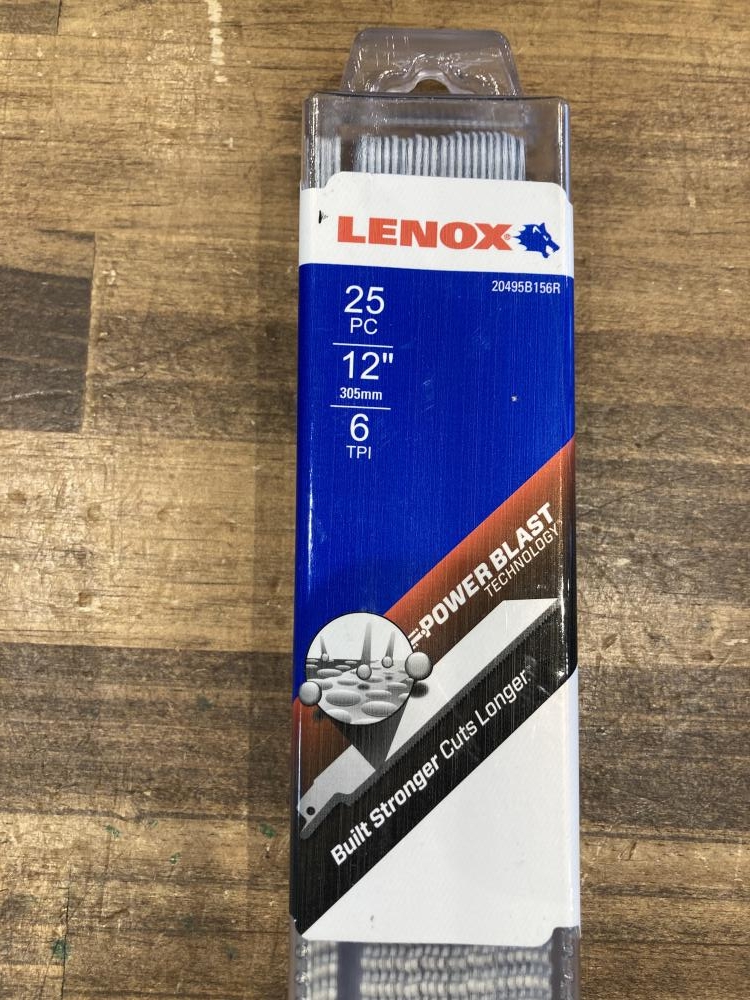 LENOX®
20495B156R
25
PC
12"
305mm
6
TPI
POWER BLAST
TECHNOLOGY
Built Stronger Cuts Longer